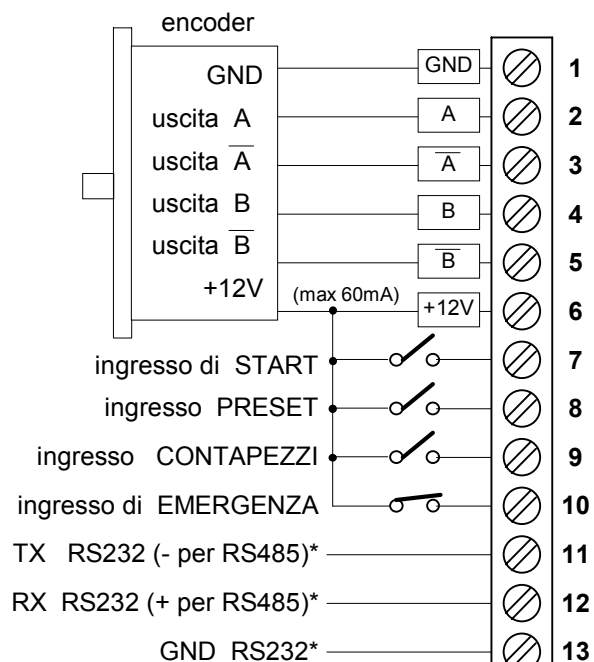 encoder
GND GND 1
uscita A A 2
uscita A̅ A̅ 3
uscita B B 4
uscita B̅ B̅ 5
+12V (max 60mA) +12V 6
ingresso di START 7
ingresso PRESET 8
ingresso CONTAPEZZI 9
ingresso di EMERGENZA 10
TX RS232 (- per RS485)* 11
RX RS232 (+ per RS485)* 12
GND RS232* 13